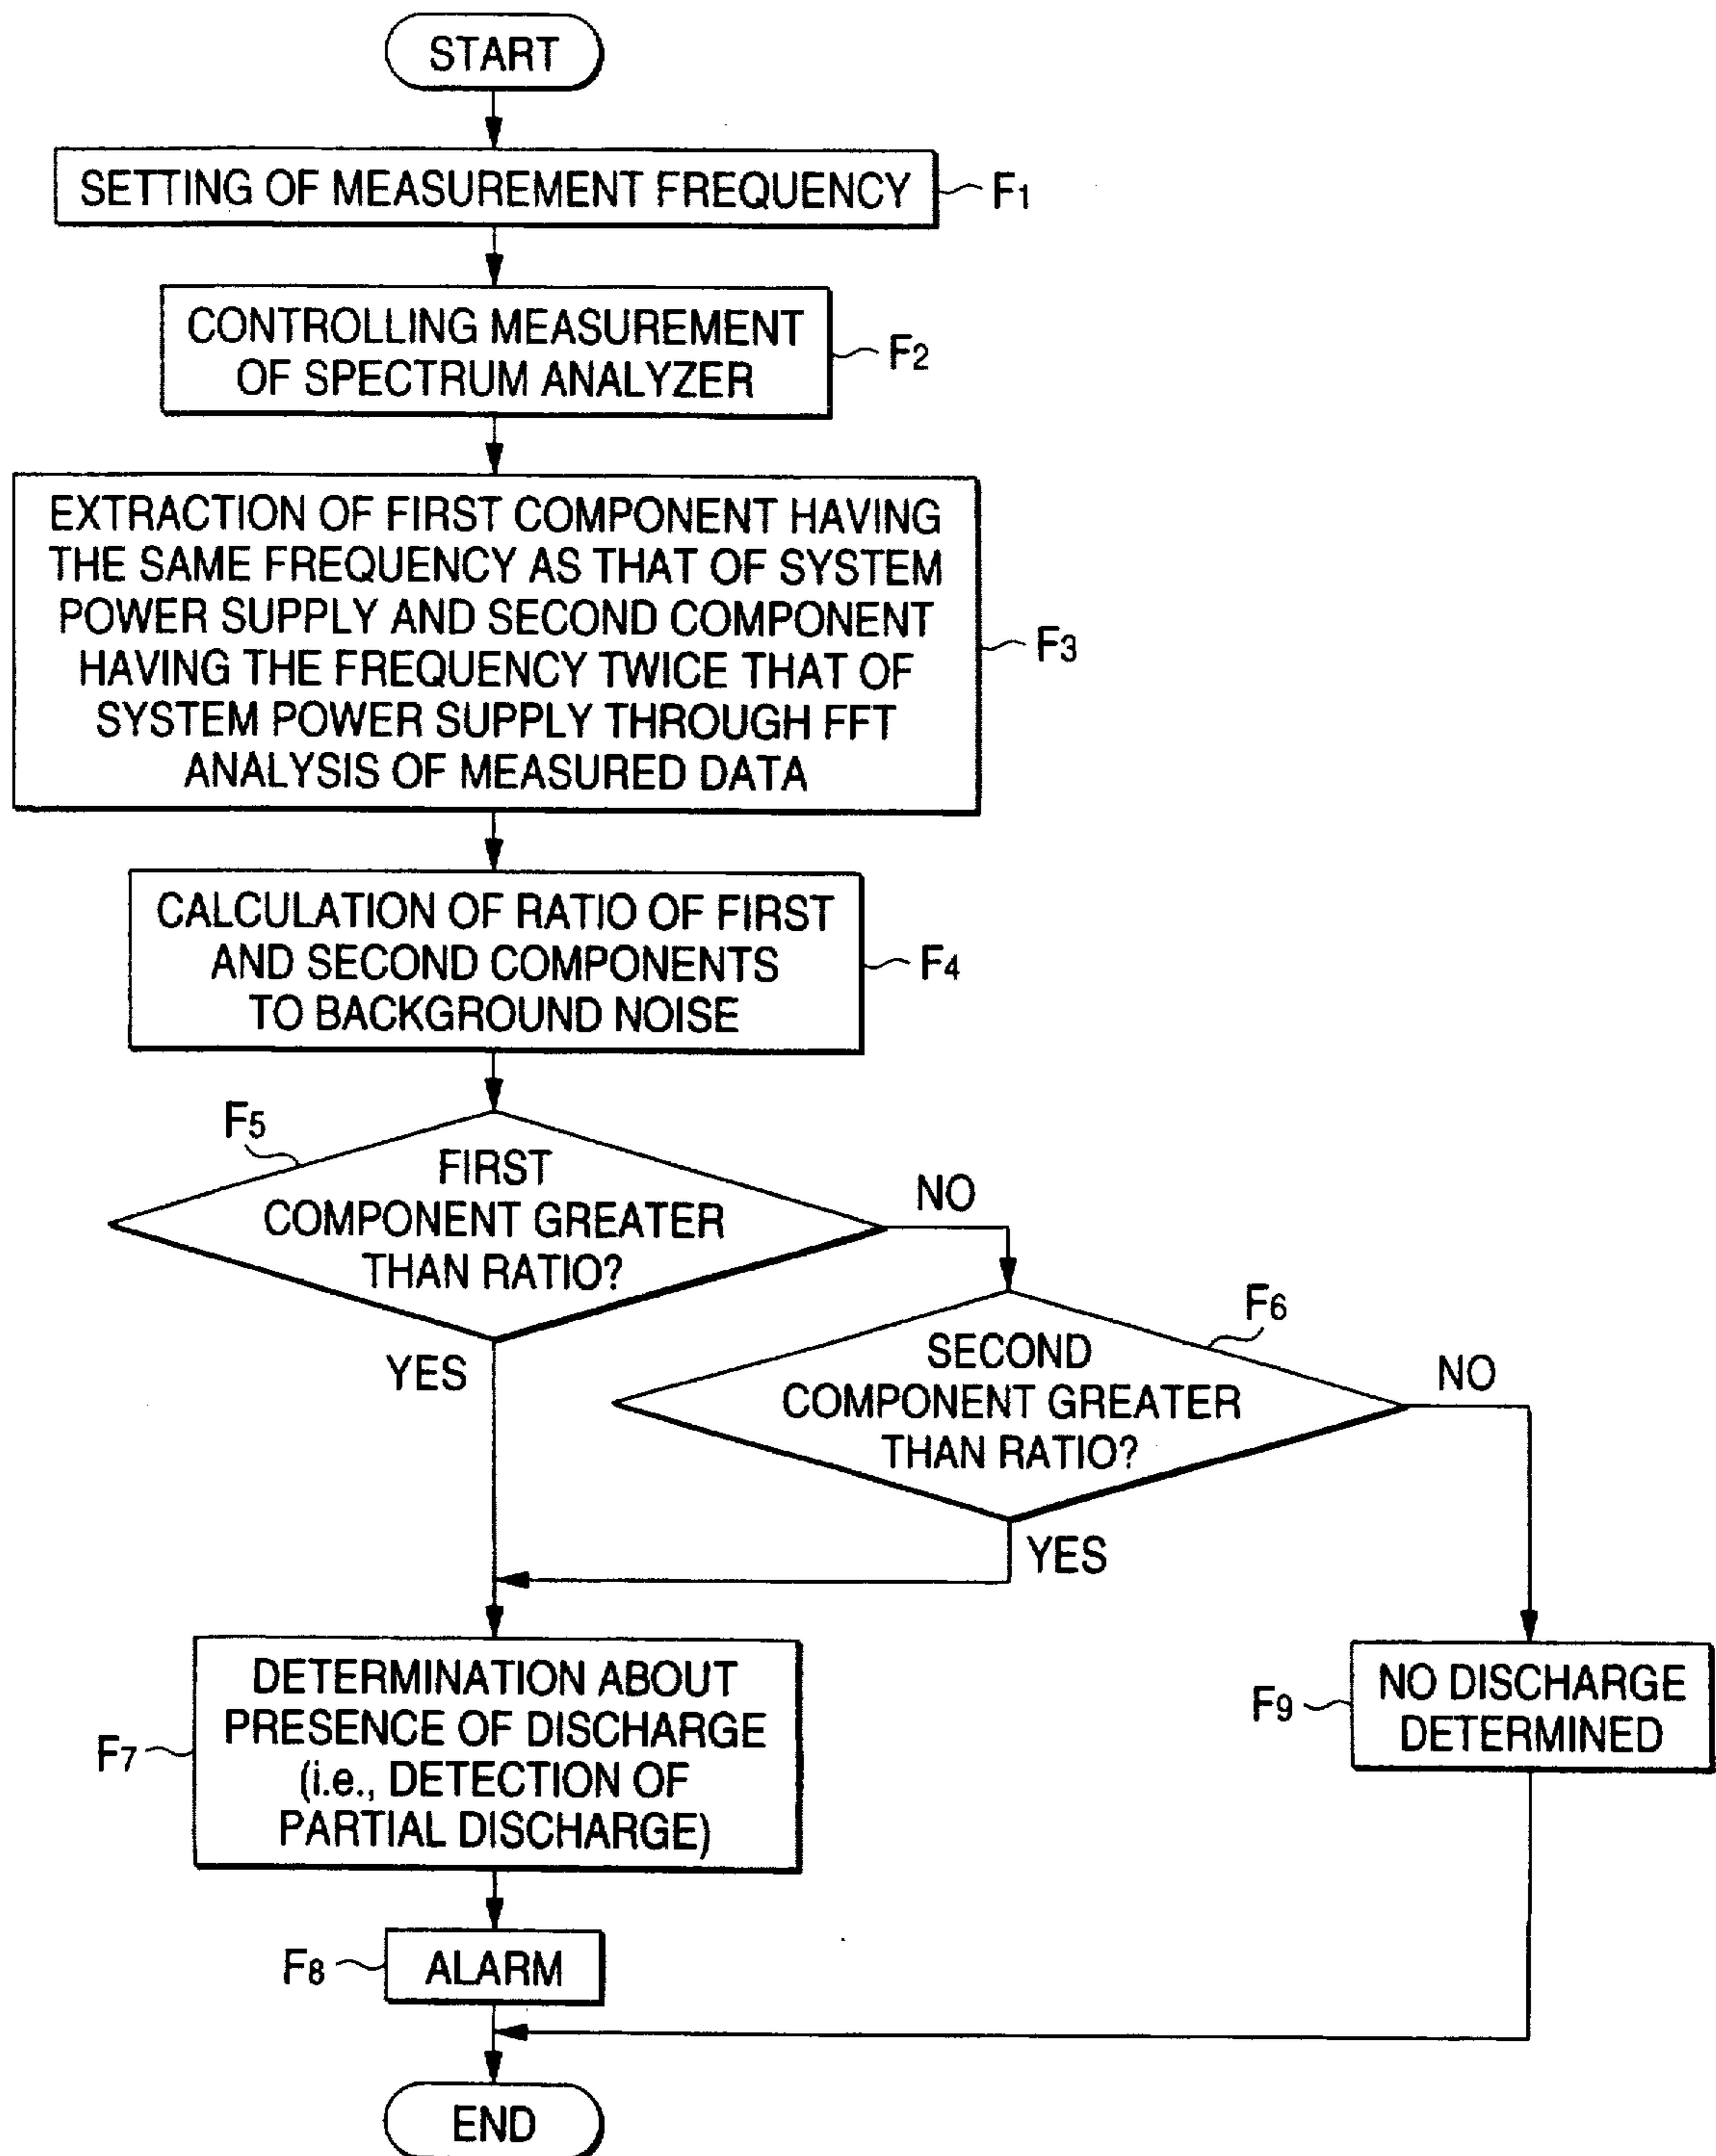 START
SETTING OF MEASUREMENT FREQUENCY
F1
CONTROLLING MEASUREMENT
OF SPECTRUM ANALYZER
F2
EXTRACTION OF FIRST COMPONENT HAVING
THE SAME FREQUENCY AS THAT OF SYSTEM
POWER SUPPLY AND SECOND COMPONENT
HAVING THE FREQUENCY TWICE THAT OF
SYSTEM POWER SUPPLY THROUGH FFT
ANALYSIS OF MEASURED DATA
F3
CALCULATION OF RATIO OF FIRST
AND SECOND COMPONENTS
TO BACKGROUND NOISE
F4
F5
FIRST
COMPONENT GREATER
THAN RATIO?
NO
YES
F6
SECOND
COMPONENT GREATER
THAN RATIO?
NO
YES
DETERMINATION ABOUT
PRESENCE OF DISCHARGE
(i.e., DETECTION OF
PARTIAL DISCHARGE)
F7
F9
NO DISCHARGE
DETERMINED
F8
ALARM
END